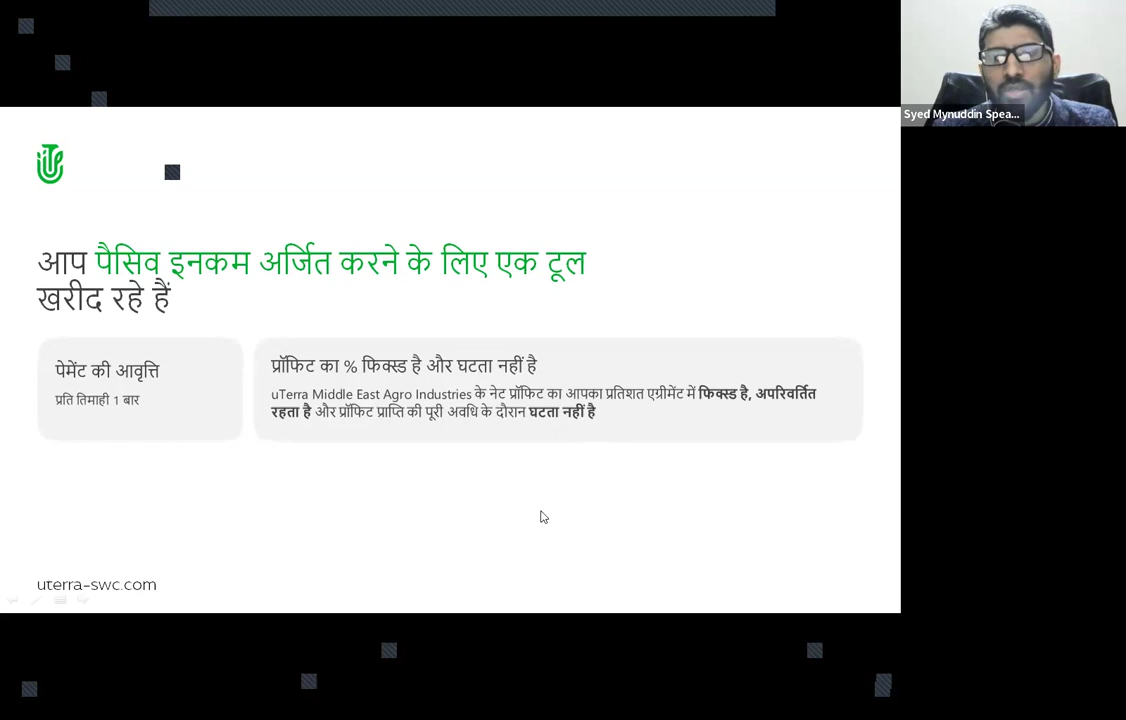 Syed Mynuddin Spea...
आप पैसिव इनकम अर्जित करने के लिए एक टूल
खरीद रहे हैं
पेमेंट की आवृत्ति
प्रति तिमाही 1 बार
प्रॉफिट का % फिक्स्ड है और घटता नहीं है
uTerra Middle East Agro Industries के नेट प्रॉफिट का आपका प्रतिशत एग्रीमेंट में फिक्स्ड है, अपरिवर्तित
रहता है और प्रॉफिट प्राप्ति की पूरी अवधि के दौरान घटता नहीं है
uterra-swc.com